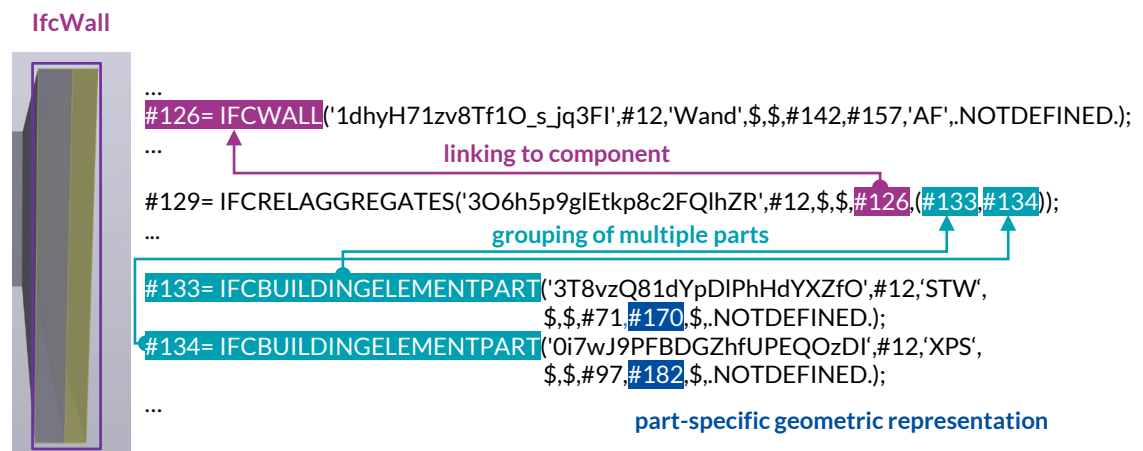 IfcWall
...
#126= IFCWALL('1dhyH71zv8Tf1O_s_jq3FI',#12,'Wand',$,$,#142,#157,'AF',.NOTDEFINED.);
...
linking to component
#129= IFCRELAGGREGATES('3O6h5p9glEtkp8c2FQlhZR',#12,$,$,#126,(#133,#134));
...
grouping of multiple parts
#133= IFCBUILDINGELEMENTPART('3T8vzQ81dYpDlPhHdYXZfO',#12,‘STW‘,
$,$,#71,#170,$,.NOTDEFINED.);
#134= IFCBUILDINGELEMENTPART('0i7wJ9PFBDGZhfUPEQOzDI‘,#12,‘XPS‘,
$,$,#97,#182,$,.NOTDEFINED.);
...
part-specific geometric representation